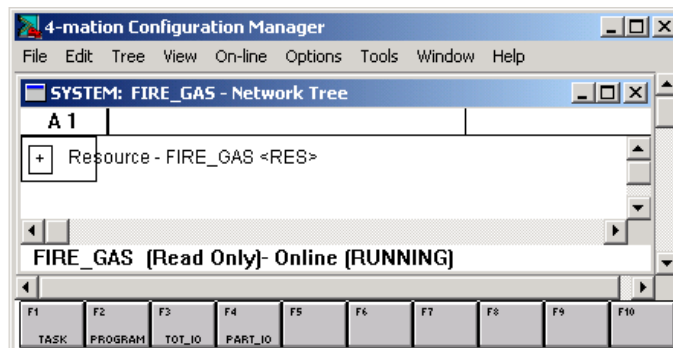 4-mation Configuration Manager
File Edit Tree View On-line Options Tools Window Help
SYSTEM: FIRE_GAS - Network Tree
A 1
+ Resource - FIRE_GAS <RES>
FIRE_GAS (Read Only)- Online (RUNNING)
F1 F2 F3 F4 F5 F6 F7 F8 F9 F10
TASK PROGRAM TOT_IO PART_IO